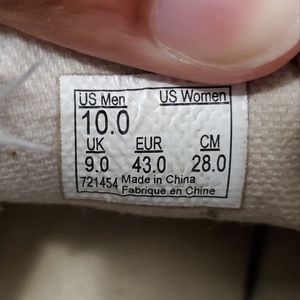 US Men US Women
10.0
UK EUR CM
9.0 43.0 28.0
721454 Made in China
Fabrique en Chine